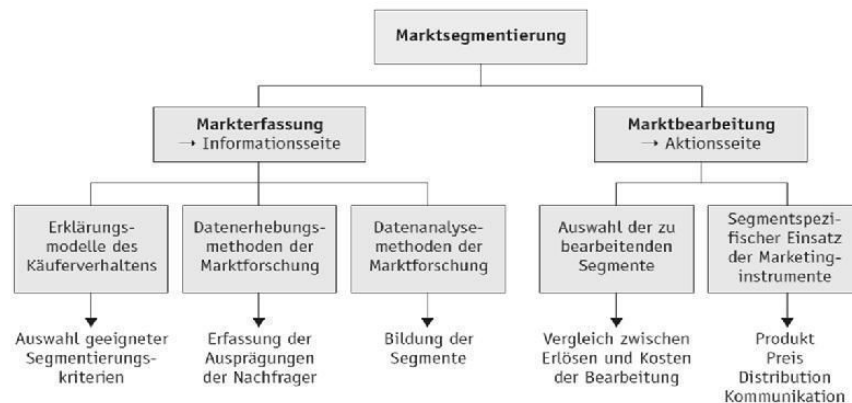 Marktsegmentierung
Markterfassung
→ Informationsseite
Marktbearbeitung
→ Aktionsseite
Erklärungs-
modelle des
Käuferverhaltens
Datenerhebungs-
methoden der
Marktforschung
Datenanalyse-
methoden der
Marktforschung
Auswahl der zu
bearbeitenden
Segmente
Segmentspezi-
fischer Einsatz
der Marketing-
instrumente
Auswahl geeigneter
Segmentierungs-
kriterien
Erfassung der
Ausprägungen
der Nachfrager
Bildung der
Segmente
Vergleich zwischen
Erlösen und Kosten
der Bearbeitung
Produkt
Preis
Distribution
Kommunikation